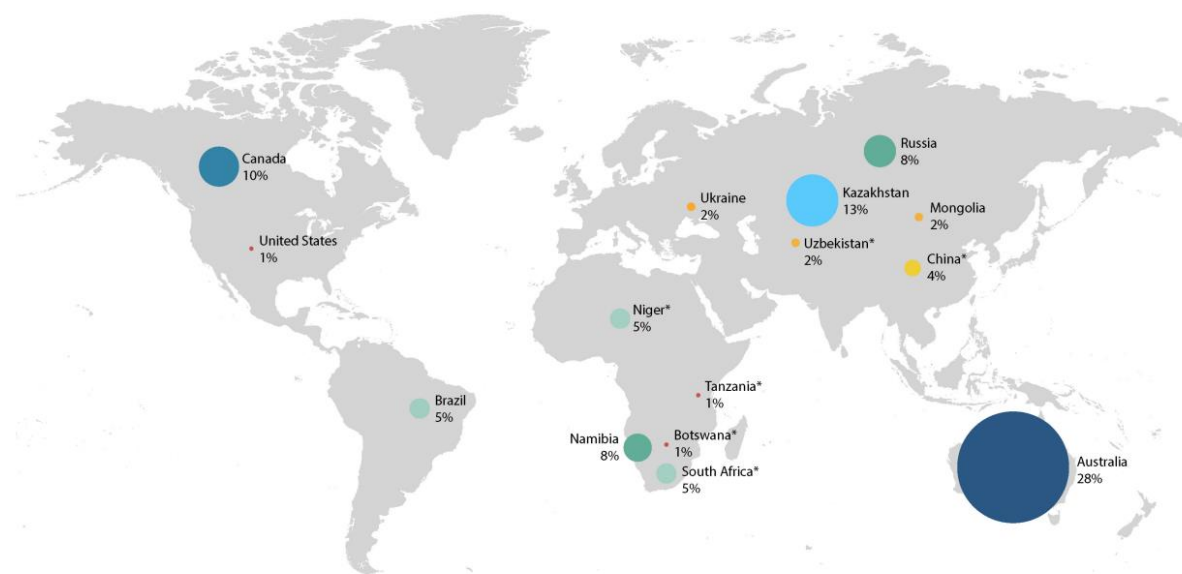 Canada
10%
United States
1%
Brazil
5%
Ukraine
2%
Russia
8%
Kazakhstan
13%
Mongolia
2%
Uzbekistan*
2%
China*
4%
Niger*
5%
Tanzania*
1%
Namibia
8%
Botswana*
1%
South Africa*
5%
Australia
28%